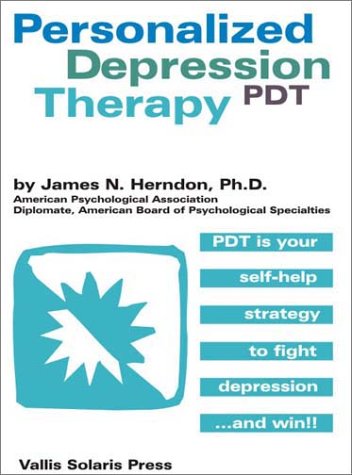 Personalized
Depression
Therapy PDT
by James N. Herndon, Ph.D.
American Psychological Association
Diplomate, American Board of Psychological Specialties
PDT is your
self-help
strategy
to fight
depression
...and win!!
Vallis Solaris Press